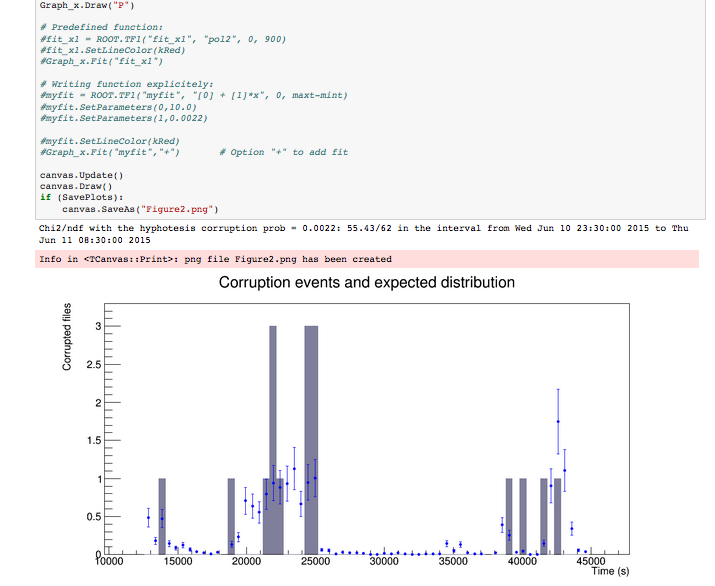 Graph_x.Draw("P")
# Predefined function:
#fit_x1 = ROOT.TF1("fit_x1", "pol2", 0, 900)
#fit_x1.SetLineColor(kRed)
#Graph_x.Fit("fit_x1")
# Writing function explicitely:
#myfit = ROOT.TF1("myfit", "[0] + [1]*x", 0, maxt-mint)
#myfit.SetParameters(0,10.0)
#myfit.SetParameters(1,0.0022)
#myfit.SetLineColor(kRed)
#Graph_x.Fit("myfit","+")       # Option "+" to add fit
canvas.Update()
canvas.Draw()
if (SavePlots):
    canvas.SaveAs("Figure2.png")
Chi2/ndf with the hyphotesis corruption prob = 0.0022: 55.43/62 in the interval from Wed Jun 10 23:30:00 2015 to Thu
Jun 11 08:30:00 2015
Info in <TCanvas::Print>: png file Figure2.png has been created
Corruption events and expected distribution
Corrupted files
3
2.5
2
1.5
1
0.5
0
10000 15000 20000 25000 30000 35000 40000 45000
Time (s)